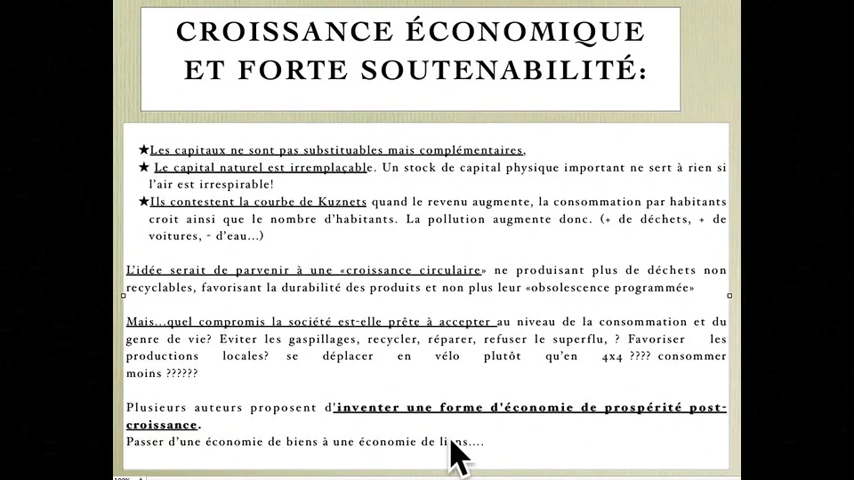 CROISSANCE ÉCONOMIQUE
ET FORTE SOUTENABILITÉ:
★Les capitaux ne sont pas substituables mais complémentaires,
★ Le capital naturel est irremplaçable. Un stock de capital physique important ne sert à rien si
l'air est irrespirable!
★Ils contestent la courbe de Kuznets quand le revenu augmente, la consommation par habitants
croit ainsi que le nombre d'habitants. La pollution augmente donc. (+ de déchets, + de
voitures, - d'eau...)
L'idée serait de parvenir à une «croissance circulaire» ne produisant plus de déchets non
recyclables, favorisant la durabilité des produits et non plus leur «obsolescence programmée»
Mais...quel compromis la société est-elle prête à accepter au niveau de la consommation et du
genre de vie? Eviter les gaspillages, recycler, réparer, refuser le superflu, ? Favoriser les
productions locales? se déplacer en vélo plutôt qu'en 4x4 ???? consommer
moins ??????
Plusieurs auteurs proposent d'inventer une forme d'économie de prospérité post-
croissance.
Passer d'une économie de biens à une économie de liens....